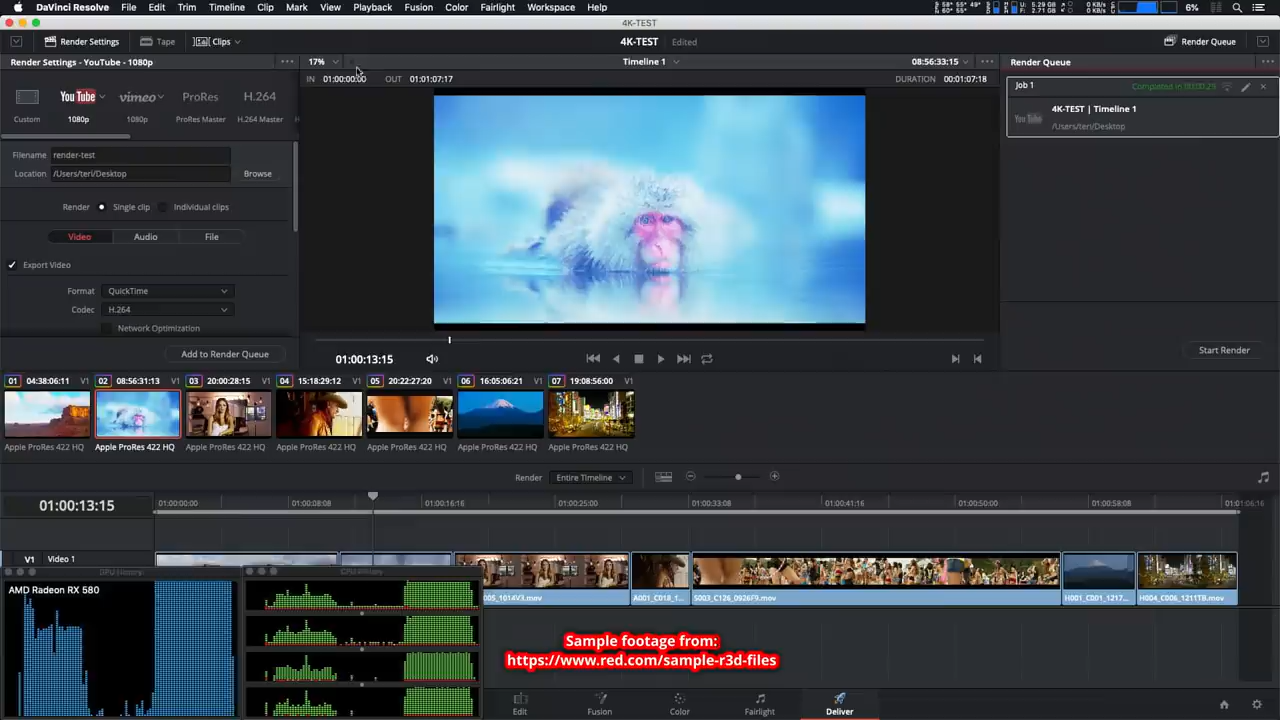 DaVinci Resolve File Edit Trim Timeline Clip Mark View Playback Fusion Color Fairlight Workspace Help
6%
4K-TEST
Render Settings Tape Clips 4K-TEST Edited Render Queue
Render Settings - YouTube - 1080p 17% Timeline 1 08:56:33:15 Render Queue
IN 01:00:00:00 OUT 01:01:07:17 DURATION 00:01:07:18
Job 1
YouTube vimeo ProRes H.264
4K-TEST | Timeline 1
Custom 1080p 1080p ProRes Master H.264 Master
YouTube /Users/teri/Desktop
Filename render-test
Location /Users/teri/Desktop Browse
Render Single clip Individual clips
Video Audio File
Export Video
Format QuickTime
Codec H.264
Network Optimization
Add to Render Queue 01:00:13:15 Start Render
01 04:38:06:11 V1 02 08:56:31:13 V1 03 20:00:28:15 V1 04 15:18:29:12 V1 05 20:22:27:20 V1 06 16:05:06:21 V1 07 19:08:56:00 V1
Apple ProRes 422 HQ Apple ProRes 422 HQ Apple ProRes 422 HQ Apple ProRes 422 HQ Apple ProRes 422 HQ Apple ProRes 422 HQ Apple ProRes 422 HQ
Render Entire Timeline
01:00:13:15 01:00:00:00 01:00:08:08 01:00:16:16 01:00:25:00 01:00:33:08 01:00:41:16 01:00:50:00 01:00:58:08 01:01:06:16
V1 Video 1
AMD Radeon RX 580
S003_C126_0926F9.mov H004_C006_1211TB.mov
Sample footage from:
https://www.red.com/sample-r3d-files
Edit Fusion Color Fairlight Deliver